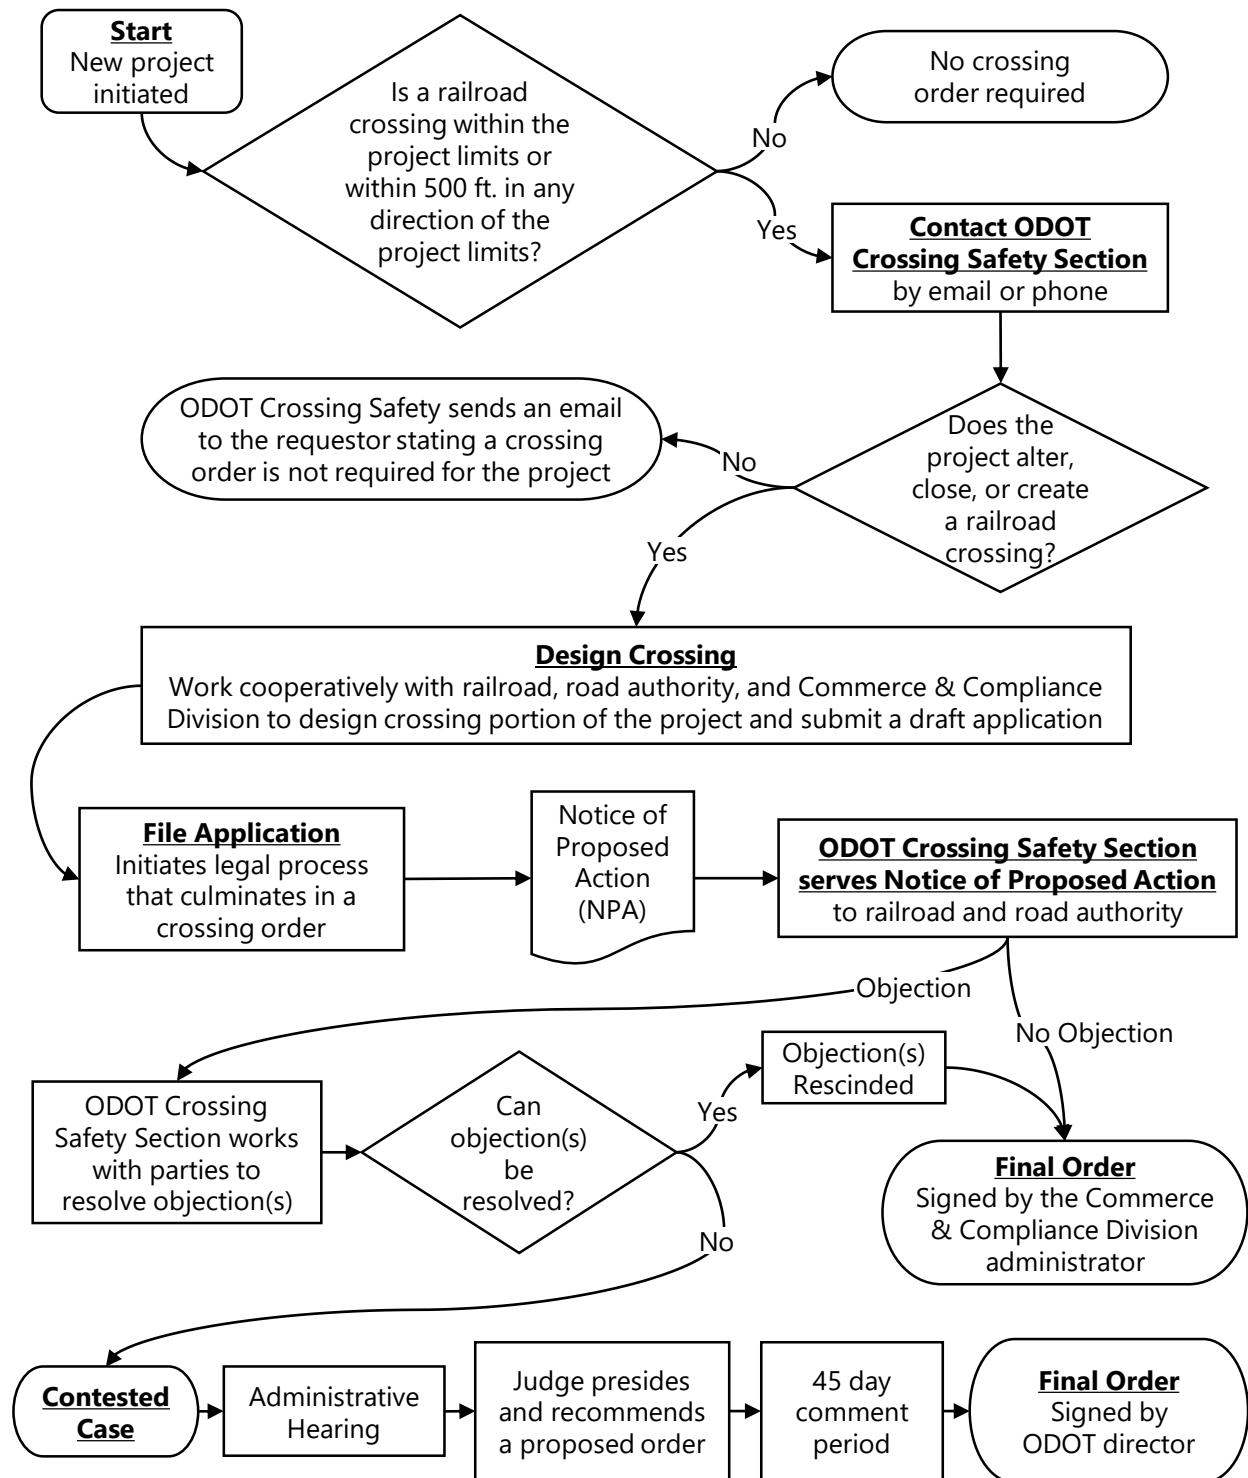 Start
New project
initiated
Is a railroad
crossing within the
project limits or
within 500 ft. in any
direction of the
project limits?
No
No crossing
order required
Yes
Contact ODOT
Crossing Safety Section
by email or phone
Does the
project alter,
close, or create
a railroad
crossing?
No
ODOT Crossing Safety sends an email
to the requestor stating a crossing
order is not required for the project
Yes
Design Crossing
Work cooperatively with railroad, road authority, and Commerce & Compliance
Division to design crossing portion of the project and submit a draft application
File Application
Initiates legal process
that culminates in a
crossing order
Notice of
Proposed
Action
(NPA)
ODOT Crossing Safety Section
serves Notice of Proposed Action
to railroad and road authority
Objection
No Objection
ODOT Crossing
Safety Section works
with parties to
resolve objection(s)
Can
objection(s)
be
resolved?
Yes
Objection(s)
Rescinded
Final Order
Signed by the Commerce
& Compliance Division
administrator
No
Contested
Case
Administrative
Hearing
Judge presides
and recommends
a proposed order
45 day
comment
period
Final Order
Signed by
ODOT director